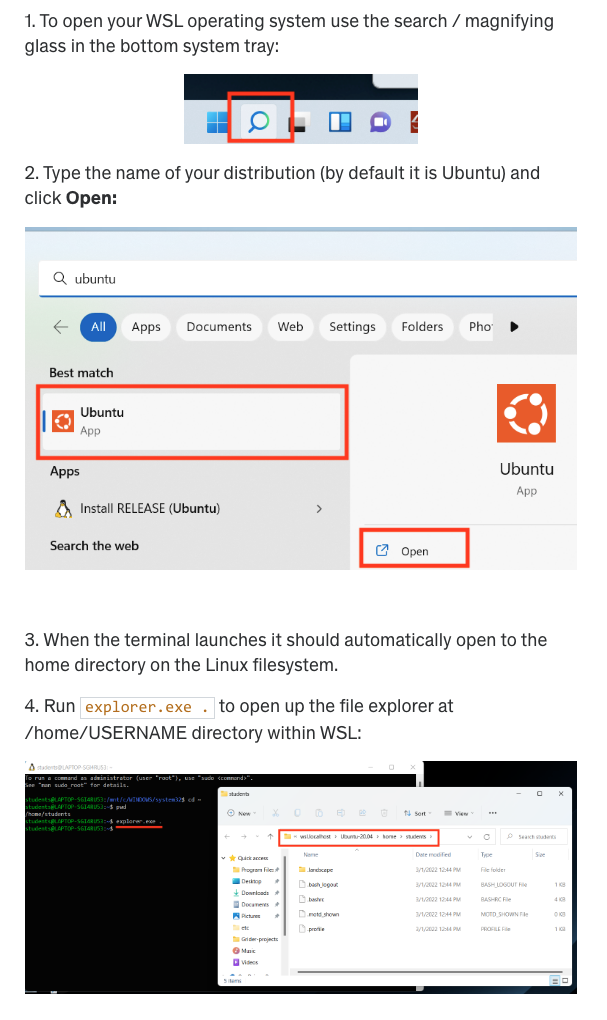 1. To open your WSL operating system use the search / magnifying
glass in the bottom system tray:
2. Type the name of your distribution (by default it is Ubuntu) and
click Open:
ubuntu
All Apps Documents Web Settings Folders Pho
Best match
Ubuntu
App
Apps
Install RELEASE (Ubuntu)
Search the web
Ubuntu
App
Open
3. When the terminal launches it should automatically open to the
home directory on the Linux filesystem.
4. Run explorer.exe . to open up the file explorer at
/home/USERNAME directory within WSL:
students@LAPTOP-5GI4RU53: ~
To run a command as administrator (user "root"), use "sudo <command>".
See "man sudo_root" for details.
students@LAPTOP-5GI4RU53:/mnt/c/WINDOWS/system32$ cd ~
students@LAPTOP-5GI4RU53:~$ pwd
/home/students
students@LAPTOP-5GI4RU53:~$ explorer.exe .
students@LAPTOP-5GI4RU53:~$
students
New Sort View
wsl.localhost Ubuntu-20.04 home students
Search students
Name Date modified Type Size
Quick access
Program Files
Desktop
Downloads
Documents
Pictures
etc
Grider-projects
Music
Videos
.landscape 3/1/2022 12:44 PM File folder
.bash_logout 3/1/2022 12:44 PM BASH_LOGOUT File 1 KB
.bashrc 3/1/2022 12:44 PM BASHRC File 4 KB
.motd_shown 3/1/2022 12:44 PM MOTD_SHOWN File 0 KB
.profile 3/1/2022 12:44 PM PROFILE File 1 KB
5 items